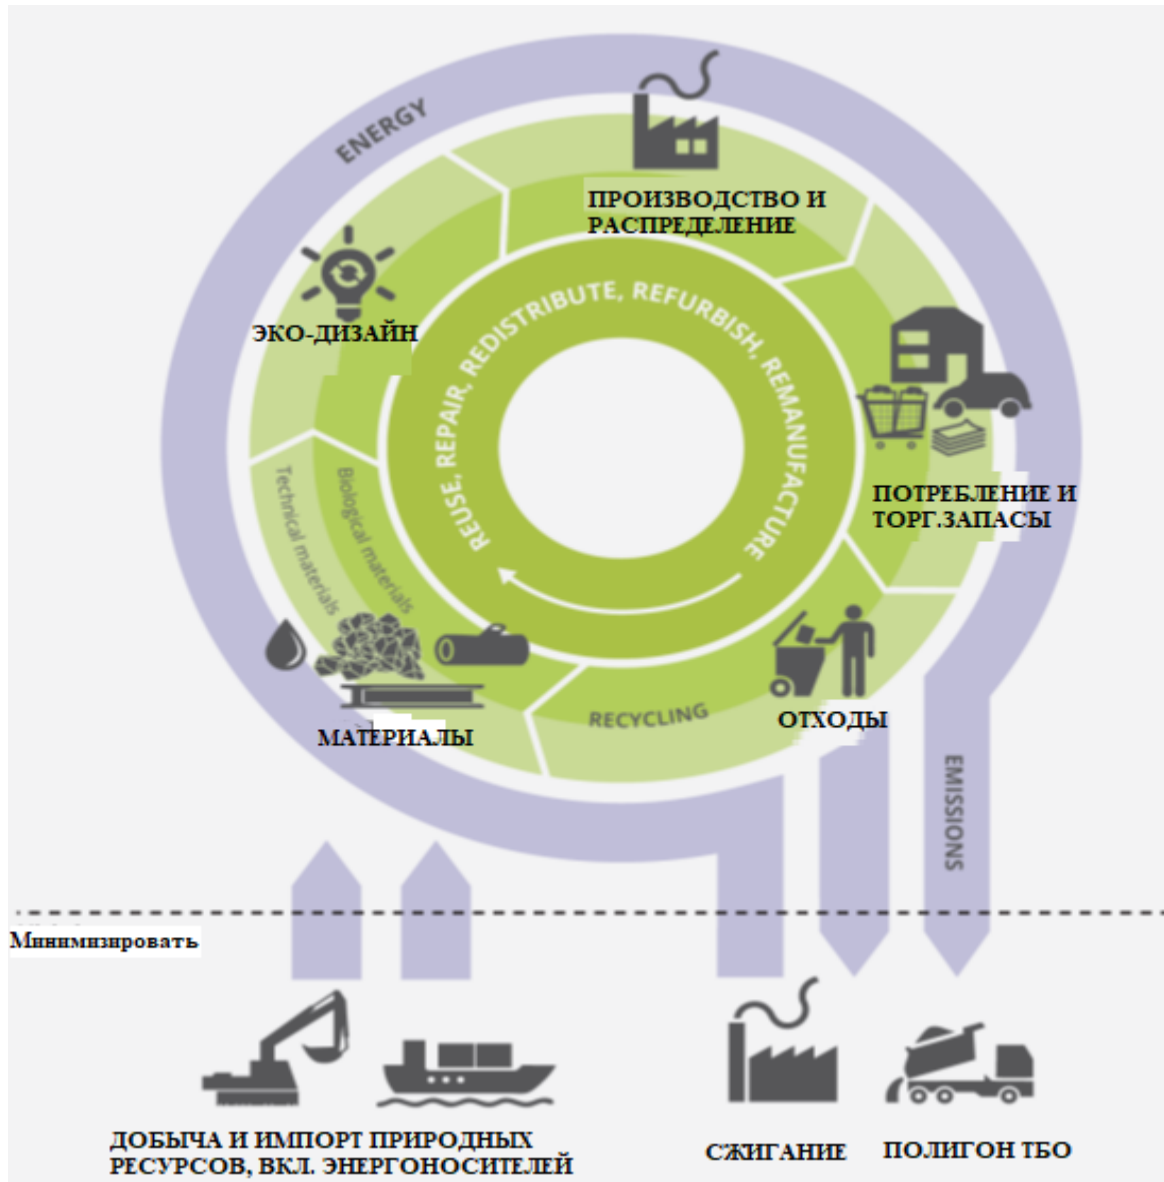 ENERGY
ПРОИЗВОДСТВО И
РАСПРЕДЕЛЕНИЕ
ЭКО-ДИЗАЙН
REUSE, REPAIR, REDISTRIBUTE, REFURBISH, REMANUFACTURE
ПОТРЕБЛЕНИЕ И
ТОРГ.ЗАПАСЫ
Technical materials
Biological materials
МАТЕРИАЛЫ
RECYCLING
ОТХОДЫ
EMISSIONS
Минимизировать
ДОБЫЧА И ИМПОРТ ПРИРОДНЫХ
РЕСУРСОВ, ВКЛ. ЭНЕРГОНОСИТЕЛЕЙ
СЖИГАНИЕ
ПОЛИГОН ТБО